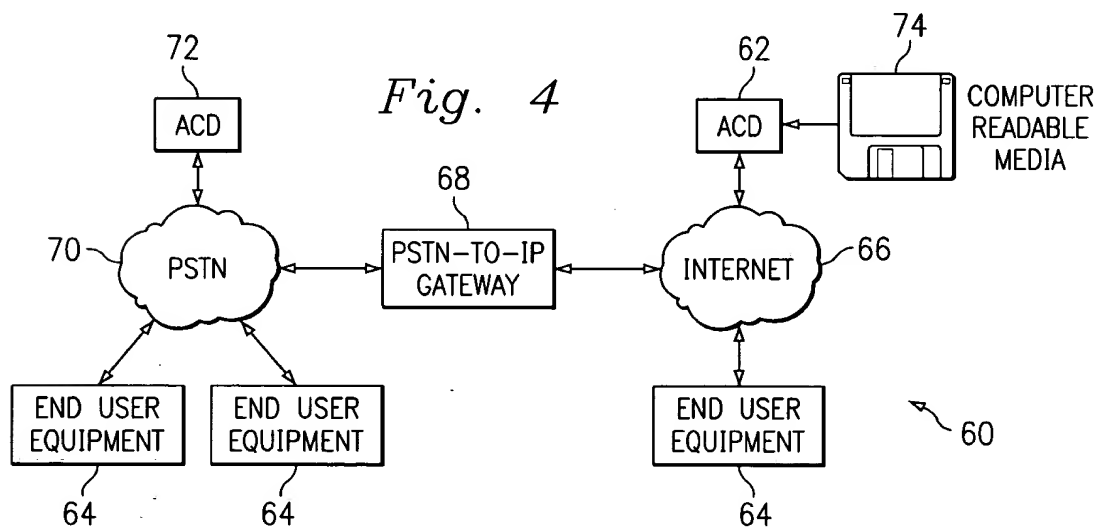 Fig. 4
72
ACD
62
ACD
74
COMPUTER
READABLE
MEDIA
70
PSTN
68
PSTN-TO-IP
GATEWAY
INTERNET
66
END USER
EQUIPMENT
64
END USER
EQUIPMENT
64
END USER
EQUIPMENT
64
60